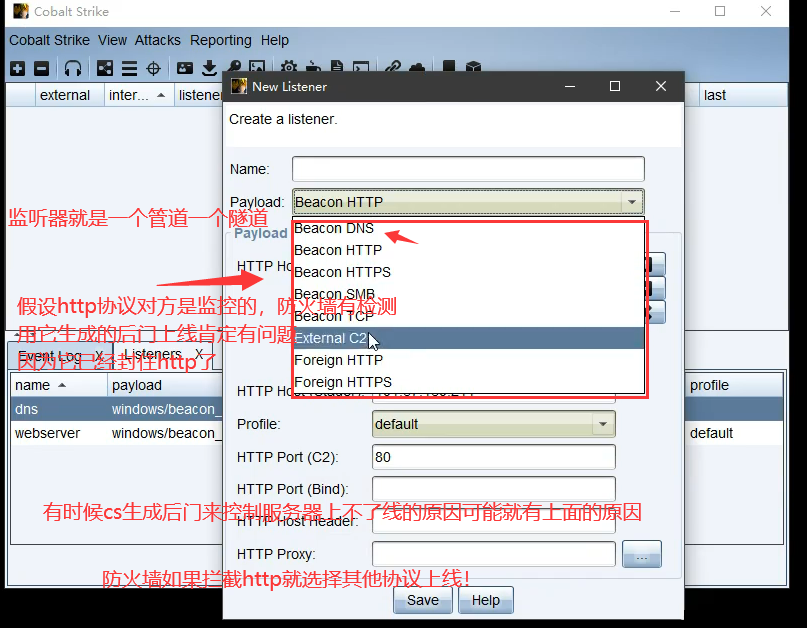 Cobalt Strike
Cobalt Strike View Attacks Reporting Help
New Listener
external inter... listener last
Create a listener.
Name:
Payload: Beacon HTTP
监听器就是一个管道一个隧道
Payload
Beacon DNS
Beacon HTTP
HTTP Ho
Beacon HTTPS
Beacon SMB
Beacon TCP
External C2
Foreign HTTP
Foreign HTTPS
假设http协议对方是监控的，防火墙有检测
用它生成的后门上线肯定有问题
因为它已经封住http了
Event Log X Listeners X
name payload profile
dns windows/beacon_
webserver windows/beacon_ default
HTTP Host (Stager):
Profile: default
HTTP Port (C2): 80
HTTP Port (Bind):
有时候cs生成后门来控制服务器上不了线的原因可能就有上面的原因
HTTP Host Header:
HTTP Proxy: ...
防火墙如果拦截http就选择其他协议上线！
Save Help